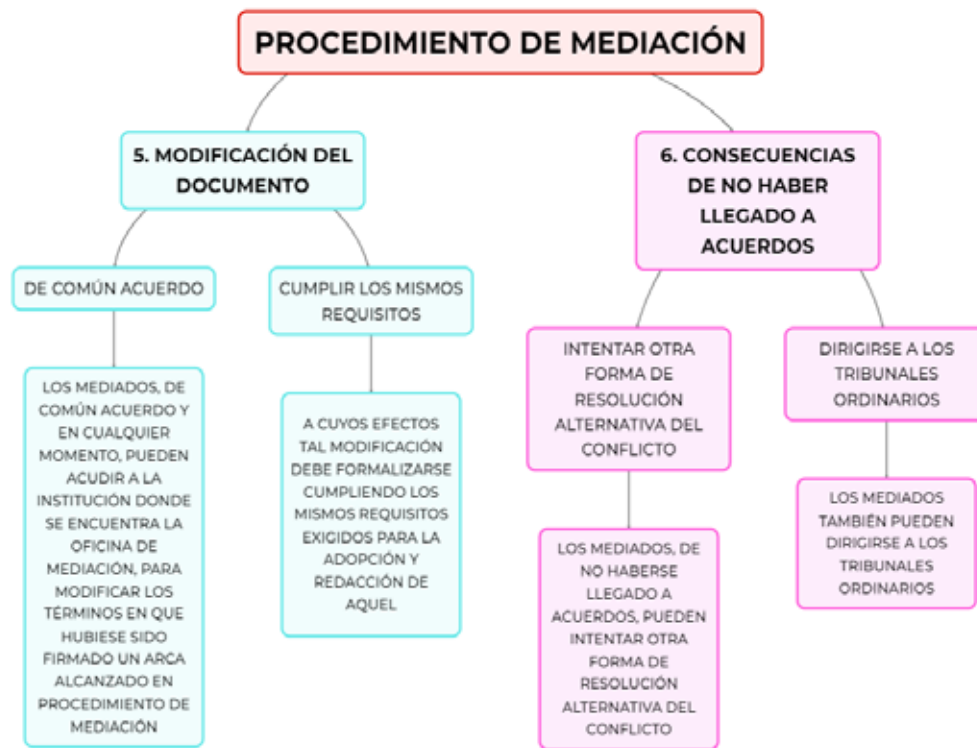 PROCEDIMIENTO DE MEDIACIÓN
5. MODIFICACIÓN DEL
DOCUMENTO
DE COMÚN ACUERDO
LOS MEDIADOS, DE
COMÚN ACUERDO Y
EN CUALQUIER
MOMENTO, PUEDEN
ACUDIR A LA
INSTITUCIÓN DONDE
SE ENCUENTRA LA
OFICINA DE
MEDIACIÓN, PARA
MODIFICAR LOS
TÉRMINOS EN QUE
HUBIESE SIDO
FIRMADO UN ARCA
ALCANZADO EN
PROCEDIMIENTO DE
MEDIACIÓN
CUMPLIR LOS MISMOS
REQUISITOS
A CUYOS EFECTOS
TAL MODIFICACIÓN
DEBE FORMALIZARSE
CUMPLIENDO LOS
MISMOS REQUISITOS
EXIGIDOS PARA LA
ADOPCIÓN Y
REDACCIÓN DE
AQUEL
6. CONSECUENCIAS
DE NO HABER
LLEGADO A
ACUERDOS
INTENTAR OTRA
FORMA DE
RESOLUCIÓN
ALTERNATIVA DEL
CONFLICTO
LOS MEDIADOS, DE
NO HABERSE
LLEGADO A
ACUERDOS, PUEDEN
INTENTAR OTRA
FORMA DE
RESOLUCIÓN
ALTERNATIVA DEL
CONFLICTO
DIRIGIRSE A LOS
TRIBUNALES
ORDINARIOS
LOS MEDIADOS
TAMBIÉN PUEDEN
DIRIGIRSE A LOS
TRIBUNALES
ORDINARIOS